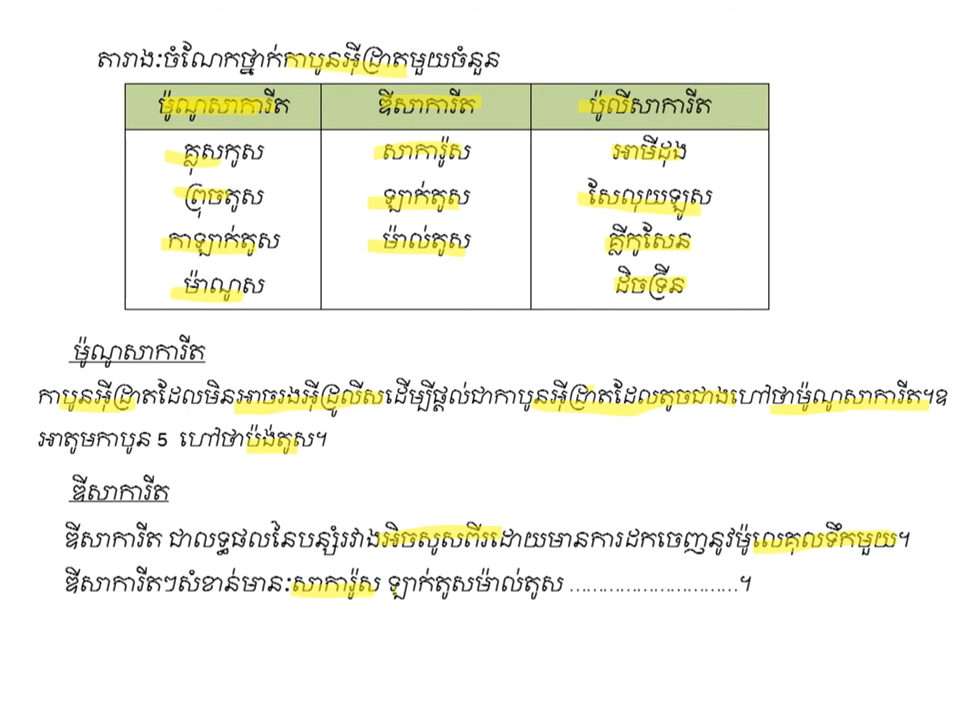 តារាងៈចំណែកថ្នាក់កាបូនអ៊ីដ្រាតមួយចំនួន
ម៉ូណូសាការីត ឌីសាការីត ប៉ូលីសាការីត
គ្លុសកូស សាការ៉ូស អាមីដុង
ព្រុចតូស ឡាក់តូស សែលុយឡូស
កាឡាក់តូស ម៉ាល់តូស គ្លីកូសែន
ម៉ាណូស ដិចទ្រីន
ម៉ូណូសាការីត
កាបូនអ៊ីដ្រាតដែលមិនអាចរងអ៊ីដ្រូលីសដើម្បីផ្តល់ជាកាបូនអ៊ីដ្រាតដែលតូចជាងហៅថាម៉ូណូសាការីត។ឧ
អាតូមកាបូន 5 ហៅថាប៉ង់តូស។
ឌីសាការីត
ឌីសាការីត ជាលទ្ធផលនៃបន្សំរវាងអិចសូសពីរដោយមានការដកចេញនូវម៉ូលេគុលទឹកមួយ។
ឌីសាការីតៗសំខាន់មានៈសាការ៉ូស ឡាក់តូសម៉ាល់តូស ..............................។